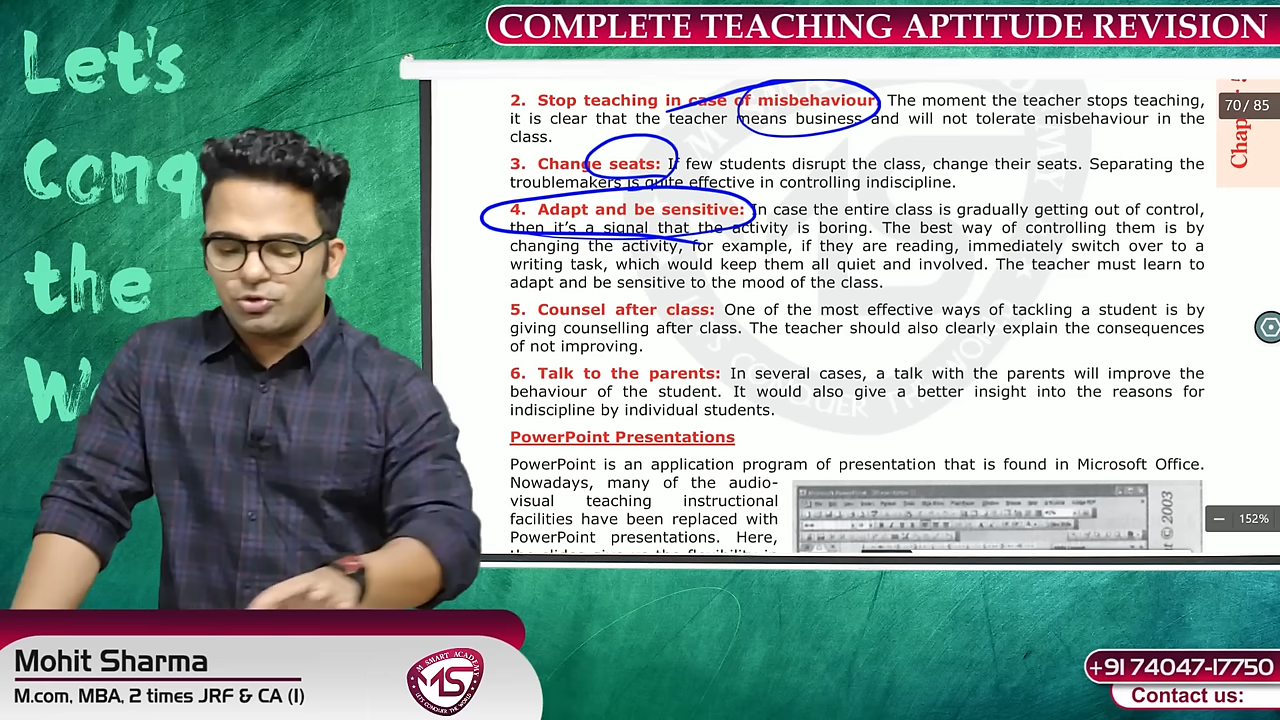 COMPLETE TEACHING APTITUDE REVISION
Let's
Conq
the
W
2. Stop teaching in case of misbehaviour: The moment the teacher stops teaching,
it is clear that the teacher means business and will not tolerate misbehaviour in the
class.
3. Change seats: If few students disrupt the class, change their seats. Separating the
troublemakers is quite effective in controlling indiscipline.
4. Adapt and be sensitive: In case the entire class is gradually getting out of control,
then it's a signal that the activity is boring. The best way of controlling them is by
changing the activity, for example, if they are reading, immediately switch over to a
writing task, which would keep them all quiet and involved. The teacher must learn to
adapt and be sensitive to the mood of the class.
5. Counsel after class: One of the most effective ways of tackling a student is by
giving counselling after class. The teacher should also clearly explain the consequences
of not improving.
6. Talk to the parents: In several cases, a talk with the parents will improve the
behaviour of the student. It would also give a better insight into the reasons for
indiscipline by individual students.
PowerPoint Presentations
PowerPoint is an application program of presentation that is found in Microsoft Office.
Nowadays, many of the audio-
visual teaching instructional
facilities have been replaced with
PowerPoint presentations. Here,
70 / 85
Chap
152%
© 2003
Mohit Sharma
M.com, MBA, 2 times JRF & CA (I)
M SMART ACADEMY
LET'S CONQUER THE WORLD
MS
+91 74047-17750
Contact us: